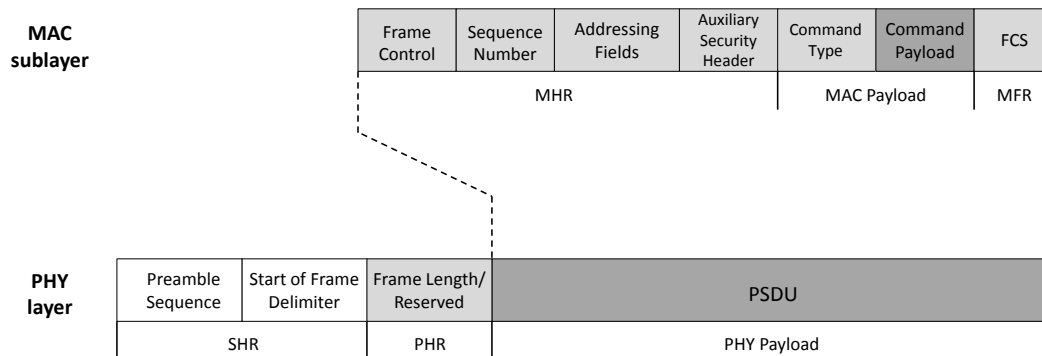 MAC
sublayer
Frame
Control
Sequence
Number
Addressing
Fields
Auxiliary
Security
Header
Command
Type
Command
Payload
FCS
MHR
MAC Payload
MFR
PHY
layer
Preamble
Sequence
Start of Frame
Delimiter
Frame Length/
Reserved
PSDU
SHR
PHR
PHY Payload